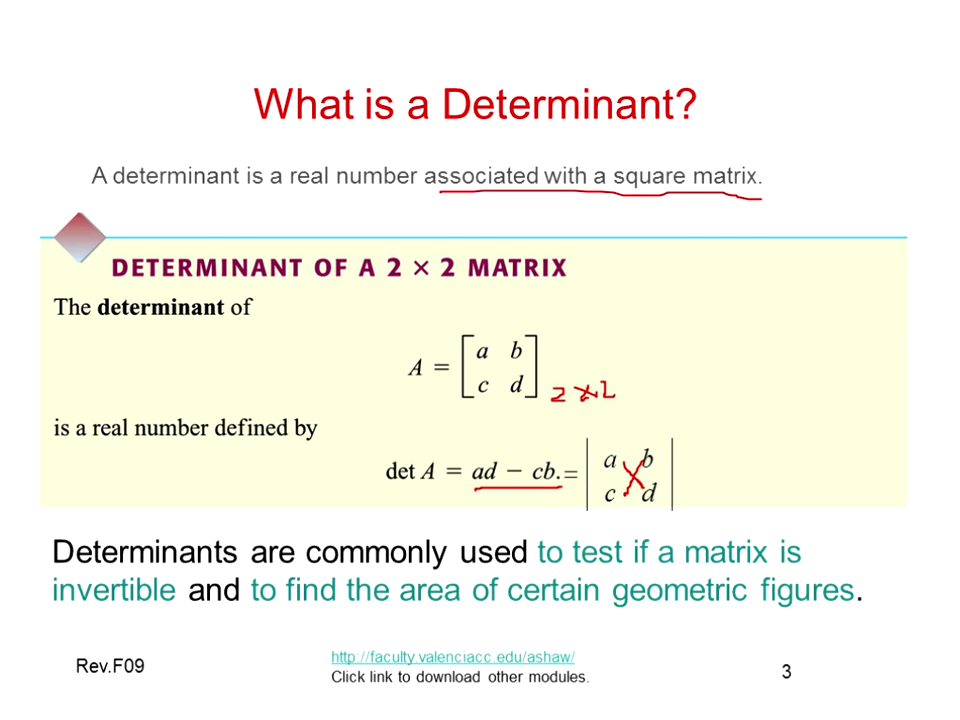 What is a Determinant?
A determinant is a real number associated with a square matrix.
DETERMINANT OF A 2 × 2 MATRIX
The determinant of
A = [a b
c d] 2×2
is a real number defined by
det A = ad − cb. = |a b
c d|
Determinants are commonly used to test if a matrix is
invertible and to find the area of certain geometric figures.
Rev.F09
http://faculty.valenciacc.edu/ashaw/
Click link to download other modules.
3